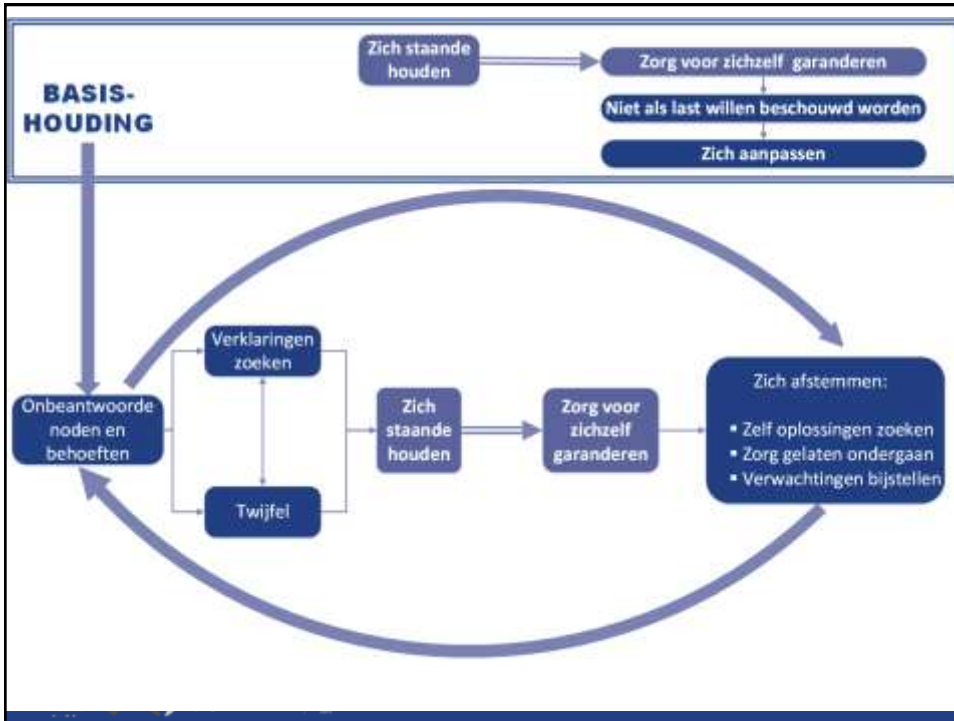 Zich staande
houden
Zorg voor zichzelf garanderen
BASIS-
HOUDING
Niet als last willen beschouwd worden
Zich aanpassen
Verklaringen
zoeken
Onbeantwoorde
noden en
behoeften
Twijfel
Zich
staande
houden
Zorg voor
zichzelf
garanderen
Zich afstemmen:
▪ Zelf oplossingen zoeken
▪ Zorg gelaten ondergaan
▪ Verwachtingen bijstellen